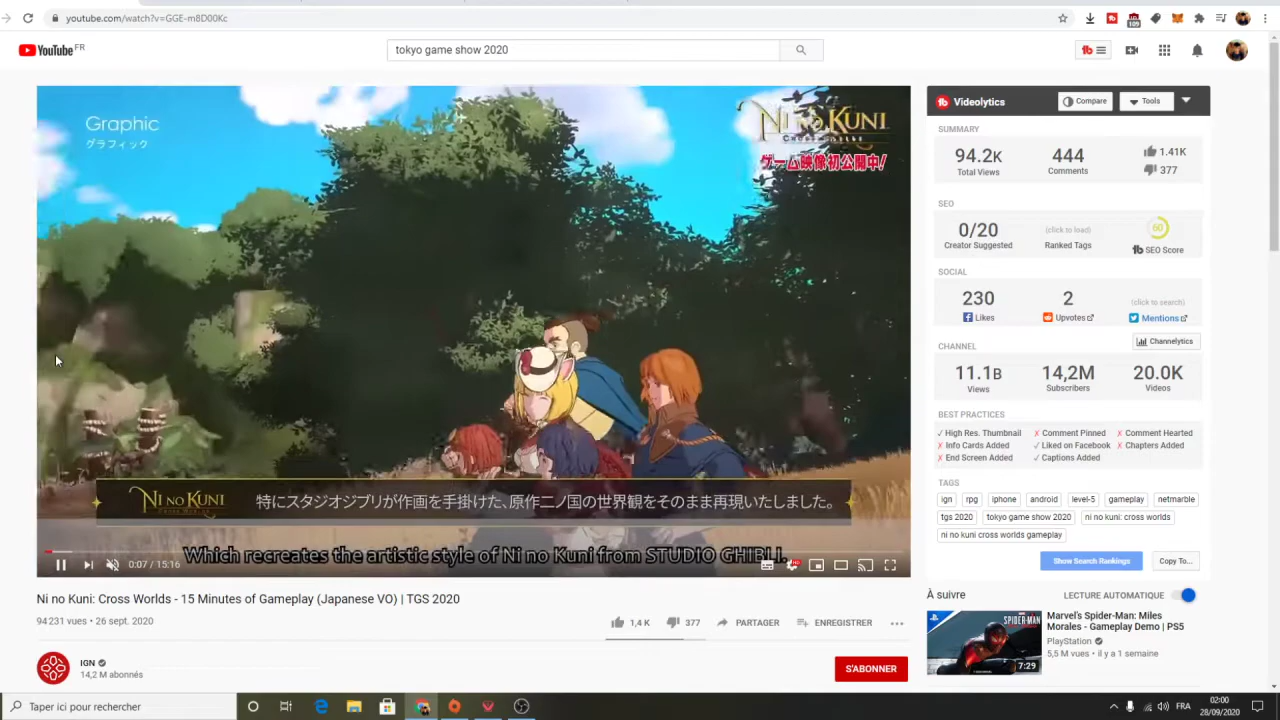 youtube.com/watch?v=GGE-m8D00Kc
109
YouTube FR
tokyo game show 2020
Graphic
グラフィック
NI NO KUNI
CROSS WORLDS
ゲーム映像初公開中!
NI NO KUNI
CROSS WORLDS
特にスタジオジブリが作画を手掛けた、原作二ノ国の世界観をそのまま再現いたしました。
Which recreates the artistic style of Ni no Kuni from STUDIO GHIBLI.
0:07 / 15:16
HD
Ni no Kuni: Cross Worlds - 15 Minutes of Gameplay (Japanese VO) | TGS 2020
94 231 vues • 26 sept. 2020
1,4 K
377
PARTAGER
ENREGISTRER
IGN
14,2 M abonnés
S'ABONNER
Videolytics
Compare
Tools
SUMMARY
94.2K
Total Views
444
Comments
1.41K
377
SEO
0/20
Creator Suggested
(click to load)
Ranked Tags
60
SEO Score
SOCIAL
230
Likes
2
Upvotes
(click to search)
Mentions
CHANNEL
Channelytics
11.1B
Views
14,2M
Subscribers
20.0K
Videos
BEST PRACTICES
✓ High Res. Thumbnail
✗ Comment Pinned
✗ Comment Hearted
✗ Info Cards Added
✓ Liked on Facebook
✗ Chapters Added
✗ End Screen Added
✓ Captions Added
TAGS
ign rpg iphone android level-5 gameplay netmarble
tgs 2020 tokyo game show 2020 ni no kuni: cross worlds
ni no kuni cross worlds gameplay
Show Search Rankings
Copy To...
À suivre
LECTURE AUTOMATIQUE
SPIDER-MAN
7:29
Marvel's Spider-Man: Miles
Morales - Gameplay Demo | PS5
PlayStation
5,5 M vues • il y a 1 semaine
Taper ici pour rechercher
FRA
02:00
28/09/2020